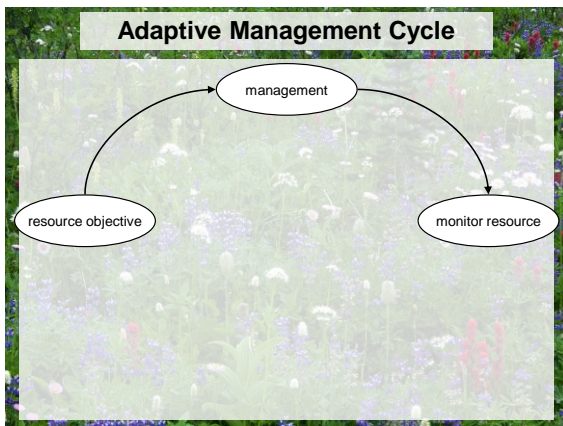 Adaptive Management Cycle
management
resource objective
monitor resource